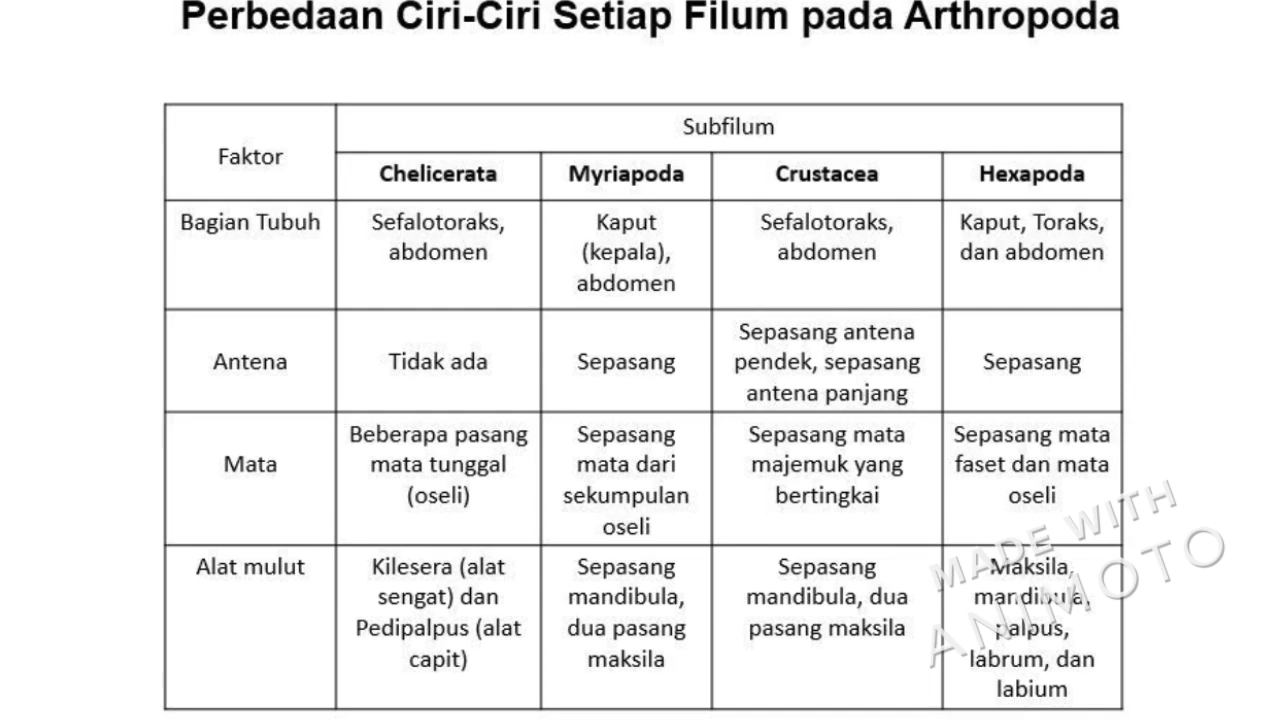 Perbedaan Ciri-Ciri Setiap Filum pada Arthropoda
Faktor
Subfilum
Chelicerata
Myriapoda
Crustacea
Hexapoda
Bagian Tubuh
Sefalotoraks,
abdomen
Kaput
(kepala),
abdomen
Sefalotoraks,
abdomen
Kaput, Toraks,
dan abdomen
Antena
Tidak ada
Sepasang
Sepasang antena
pendek, sepasang
antena panjang
Sepasang
Mata
Beberapa pasang
mata tunggal
(oseli)
Sepasang
mata dari
sekumpulan
oseli
Sepasang mata
majemuk yang
bertingkai
Sepasang mata
faset dan mata
oseli
Alat mulut
Kilesera (alat
sengat) dan
Pedipalpus (alat
capit)
Sepasang
mandibula,
dua pasang
maksila
Sepasang
mandibula, dua
pasang maksila
Maksila,
mandibula,
palpus,
labrum, dan
labium
MADE WITH
ANIMOTO